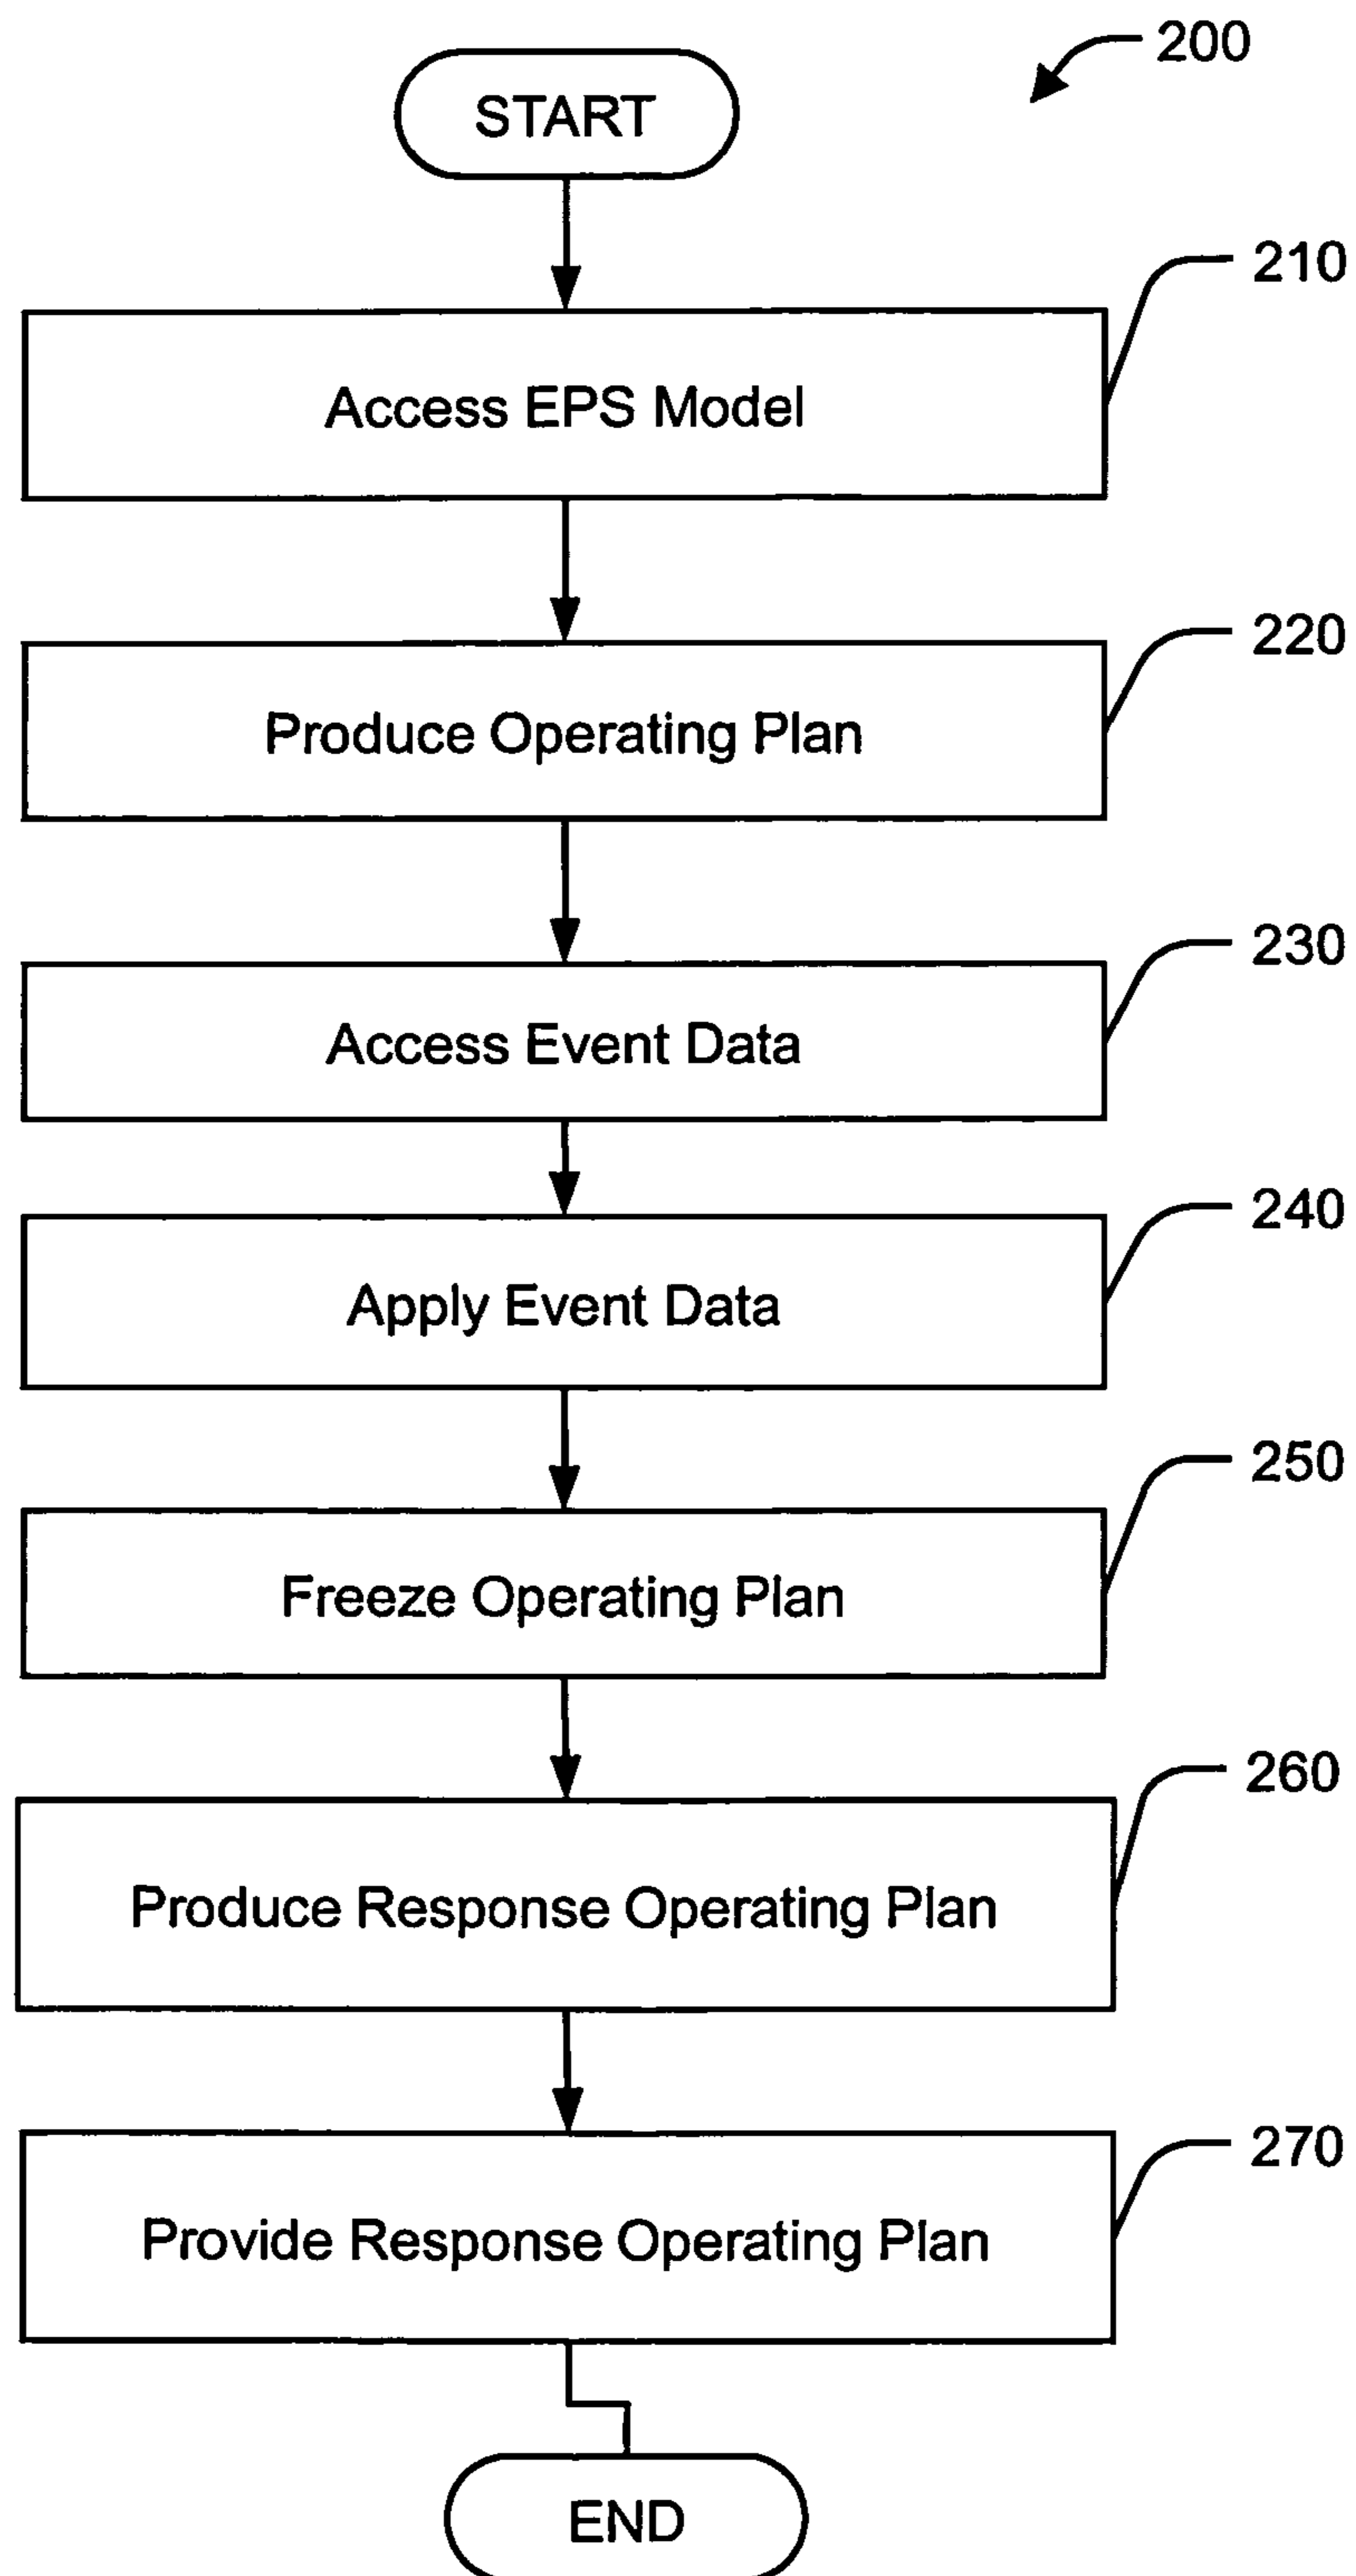 200
START
210
Access EPS Model
220
Produce Operating Plan
230
Access Event Data
240
Apply Event Data
250
Freeze Operating Plan
260
Produce Response Operating Plan
270
Provide Response Operating Plan
END